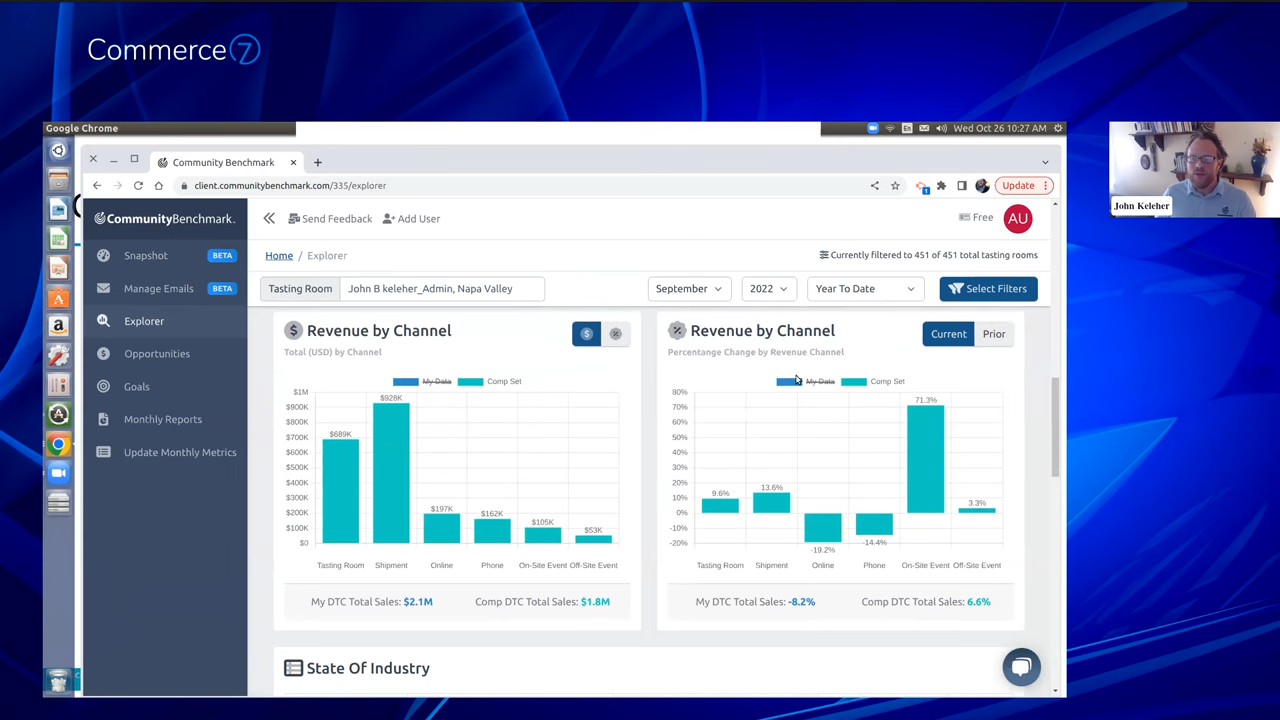 Commerce7
Google Chrome
En
Wed Oct 26 10:27 AM
Community Benchmark
client.communitybenchmark.com/335/explorer
1
Update
CommunityBenchmark
Send Feedback
Add User
Free
AU
Home / Explorer
Currently filtered to 451 of 451 total tasting rooms
Tasting Room
John B keleher_Admin, Napa Valley
September
2022
Year To Date
Select Filters
Snapshot BETA
Manage Emails BETA
Explorer
Opportunities
Goals
Monthly Reports
Update Monthly Metrics
Revenue by Channel
Total (USD) by Channel
My Data Comp Set
$1M
$900K
$800K
$700K
$600K
$500K
$400K
$300K
$200K
$100K
$0
$689K
$928K
$197K
$162K
$105K
$53K
Tasting Room Shipment Online Phone On-Site Event Off-Site Event
My DTC Total Sales: $2.1M Comp DTC Total Sales: $1.8M
Revenue by Channel
Current Prior
Percentange Change by Revenue Channel
My Data Comp Set
80%
70%
60%
50%
40%
30%
20%
10%
0%
-10%
-20%
9.6%
13.6%
-19.2%
-14.4%
71.3%
3.3%
Tasting Room Shipment Online Phone On-Site Event Off-Site Event
My DTC Total Sales: -8.2% Comp DTC Total Sales: 6.6%
State Of Industry
John Keleher